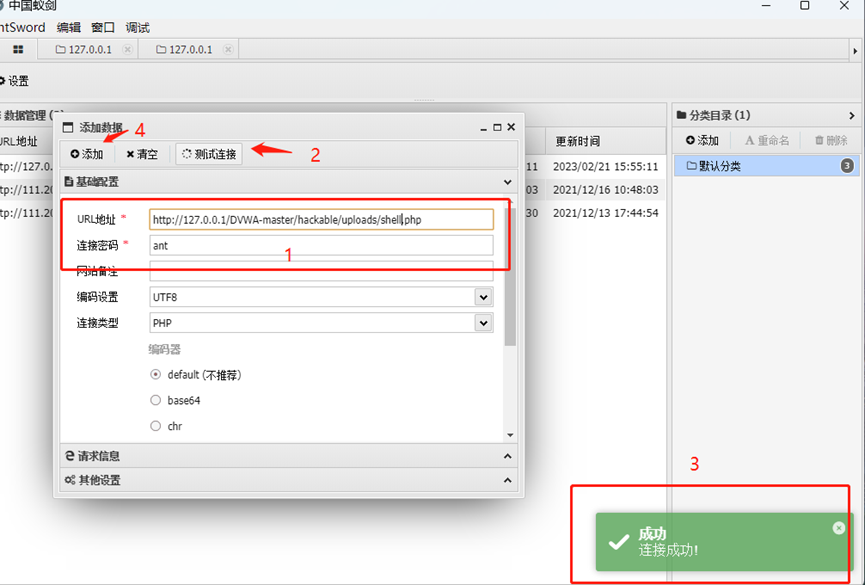 中国蚁剑
ntSword 编辑 窗口 调试
127.0.0.1 127.0.0.1
设置
数据管理 分类目录 (1)
URL地址 更新时间 添加 重命名 删除
默认分类 3
tp://127.0. 11 2023/02/21 15:55:11
tp://111.20 03 2021/12/16 10:48:03
tp://111.20 30 2021/12/13 17:44:54
添加数据 4
添加 清空 测试连接 2
基础配置
URL地址 * http://127.0.0.1/DVWA-master/hackable/uploads/shell.php
连接密码 * ant
1
网站备注
编码设置 UTF8
连接类型 PHP
编码器
default (不推荐)
base64
chr
请求信息
其他设置
3
成功
连接成功!